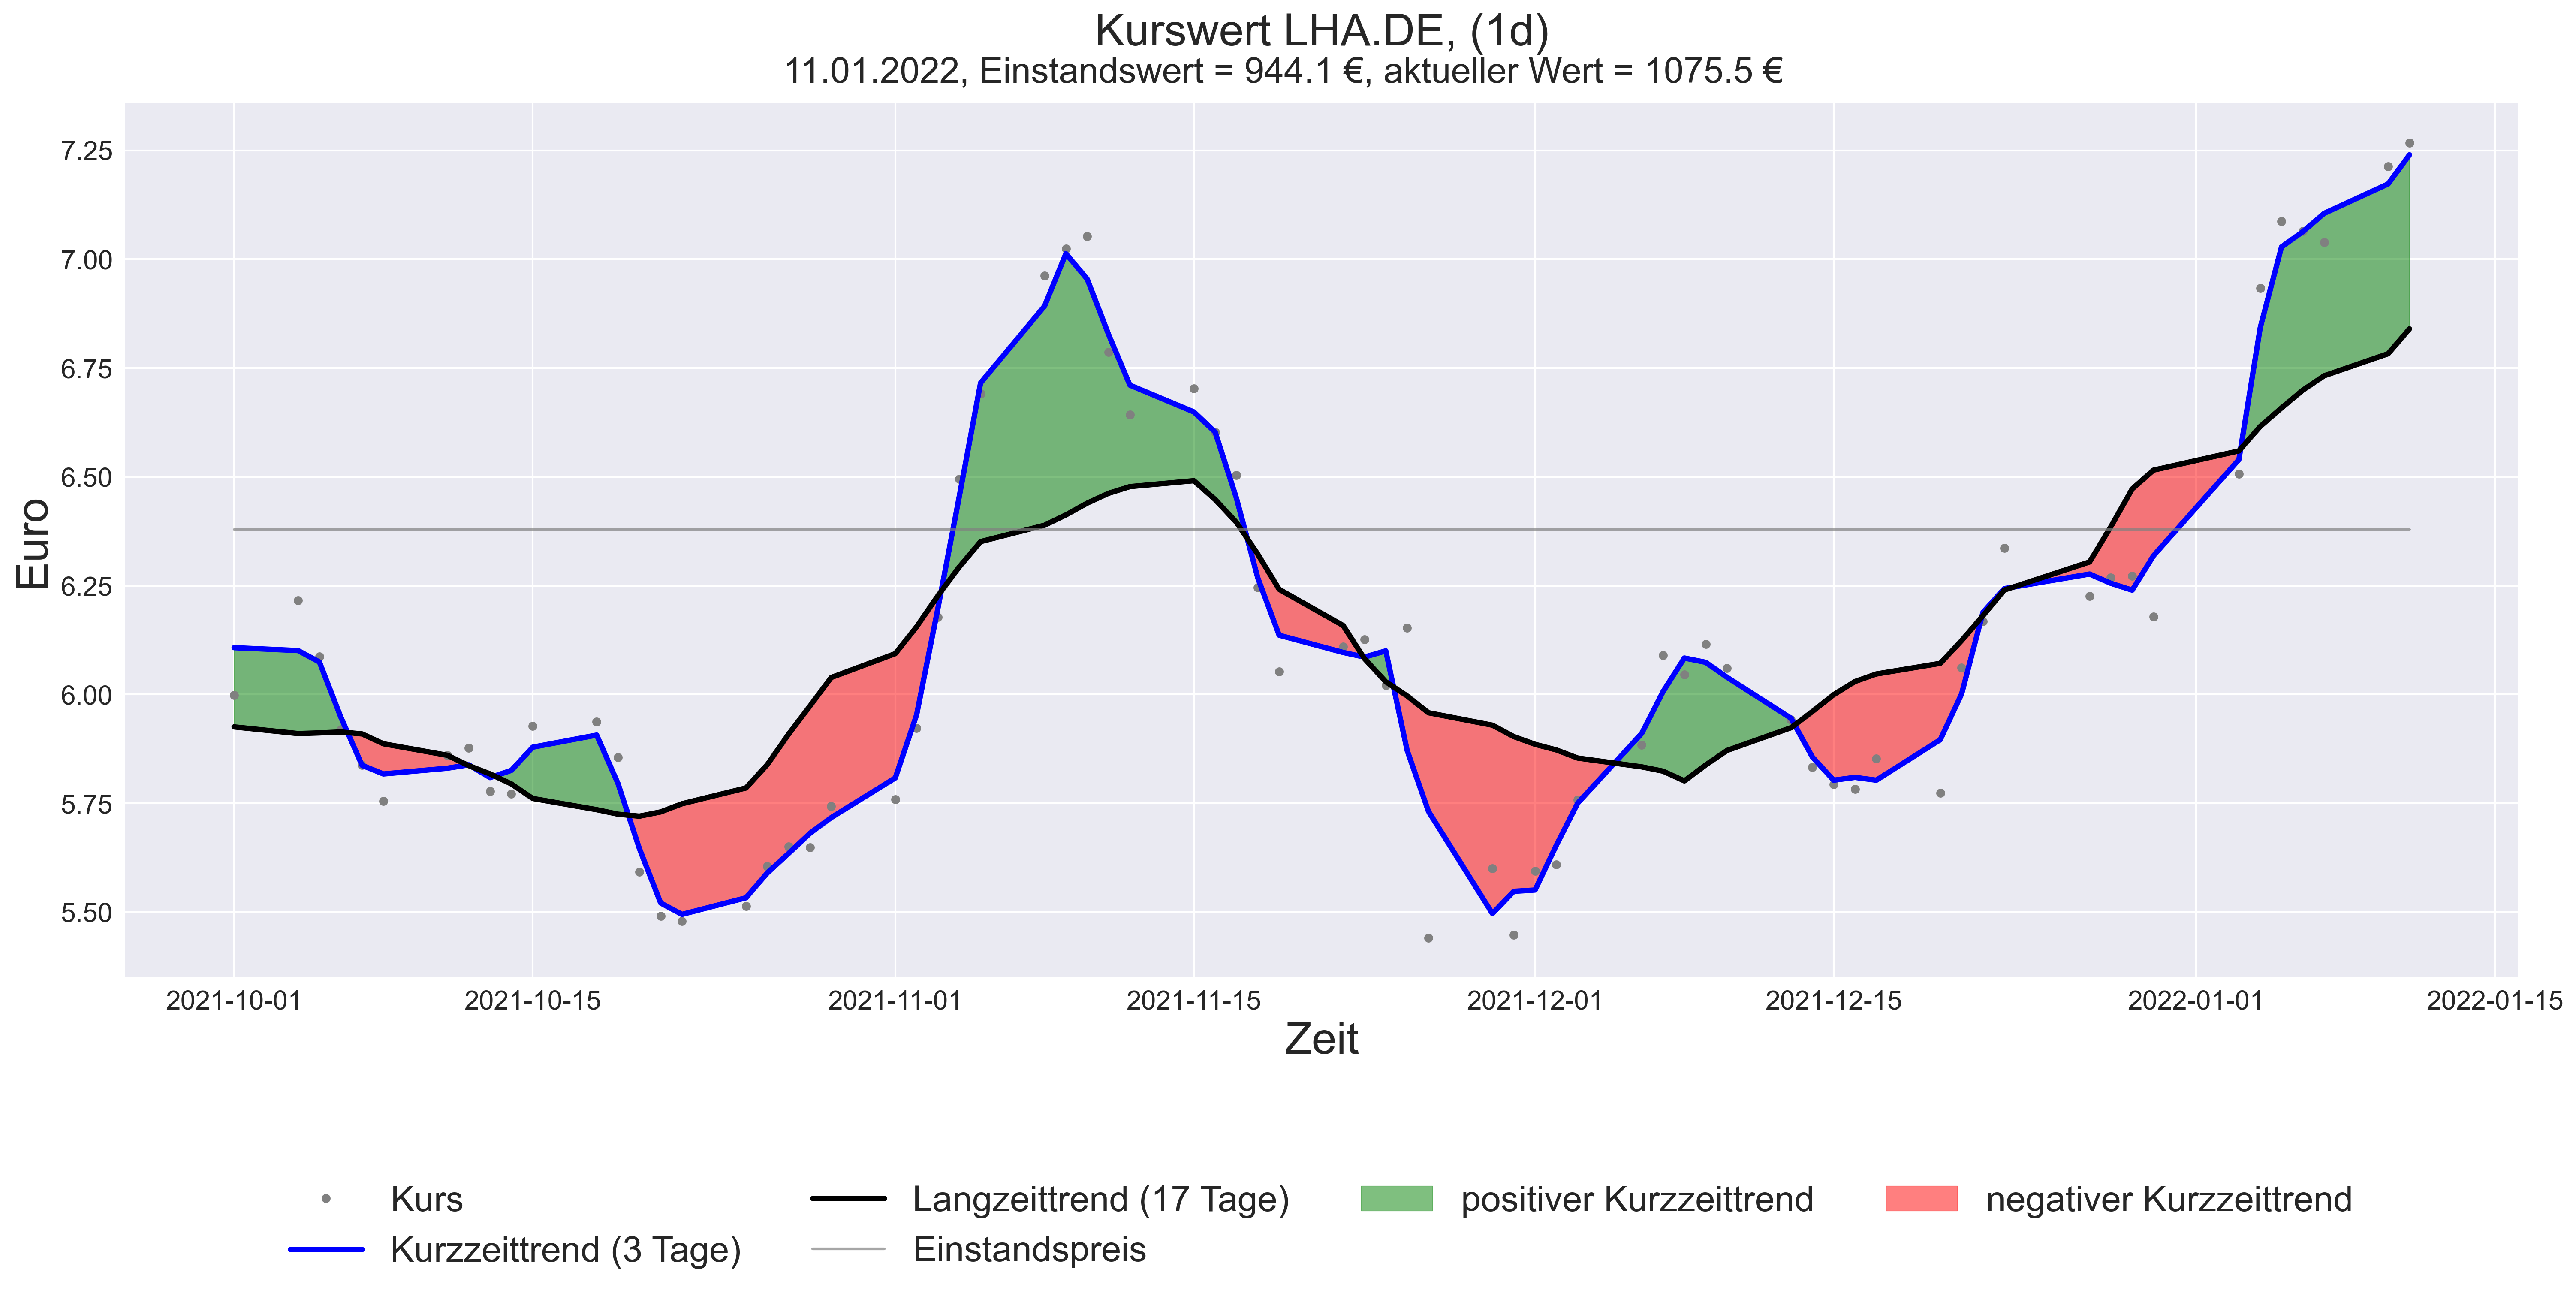 Kurswert LHA.DE, (1d)
11.01.2022, Einstandswert = 944.1 €, aktueller Wert = 1075.5 €
7.25
7.00
6.75
6.50
6.25
6.00
5.75
5.50
Euro
2021-10-01 2021-10-15 2021-11-01 2021-11-15 2021-12-01 2021-12-15 2022-01-01 2022-01-15
Zeit
Kurs Langzeittrend (17 Tage) positiver Kurzzeittrend negativer Kurzzeittrend
Kurzzeittrend (3 Tage) Einstandspreis